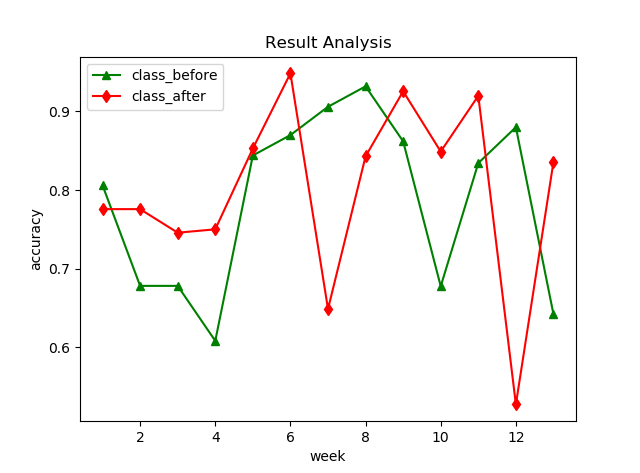 Result Analysis
class_before
class_after
0.9
0.8
0.7
0.6
accuracy
2 4 6 8 10 12
week